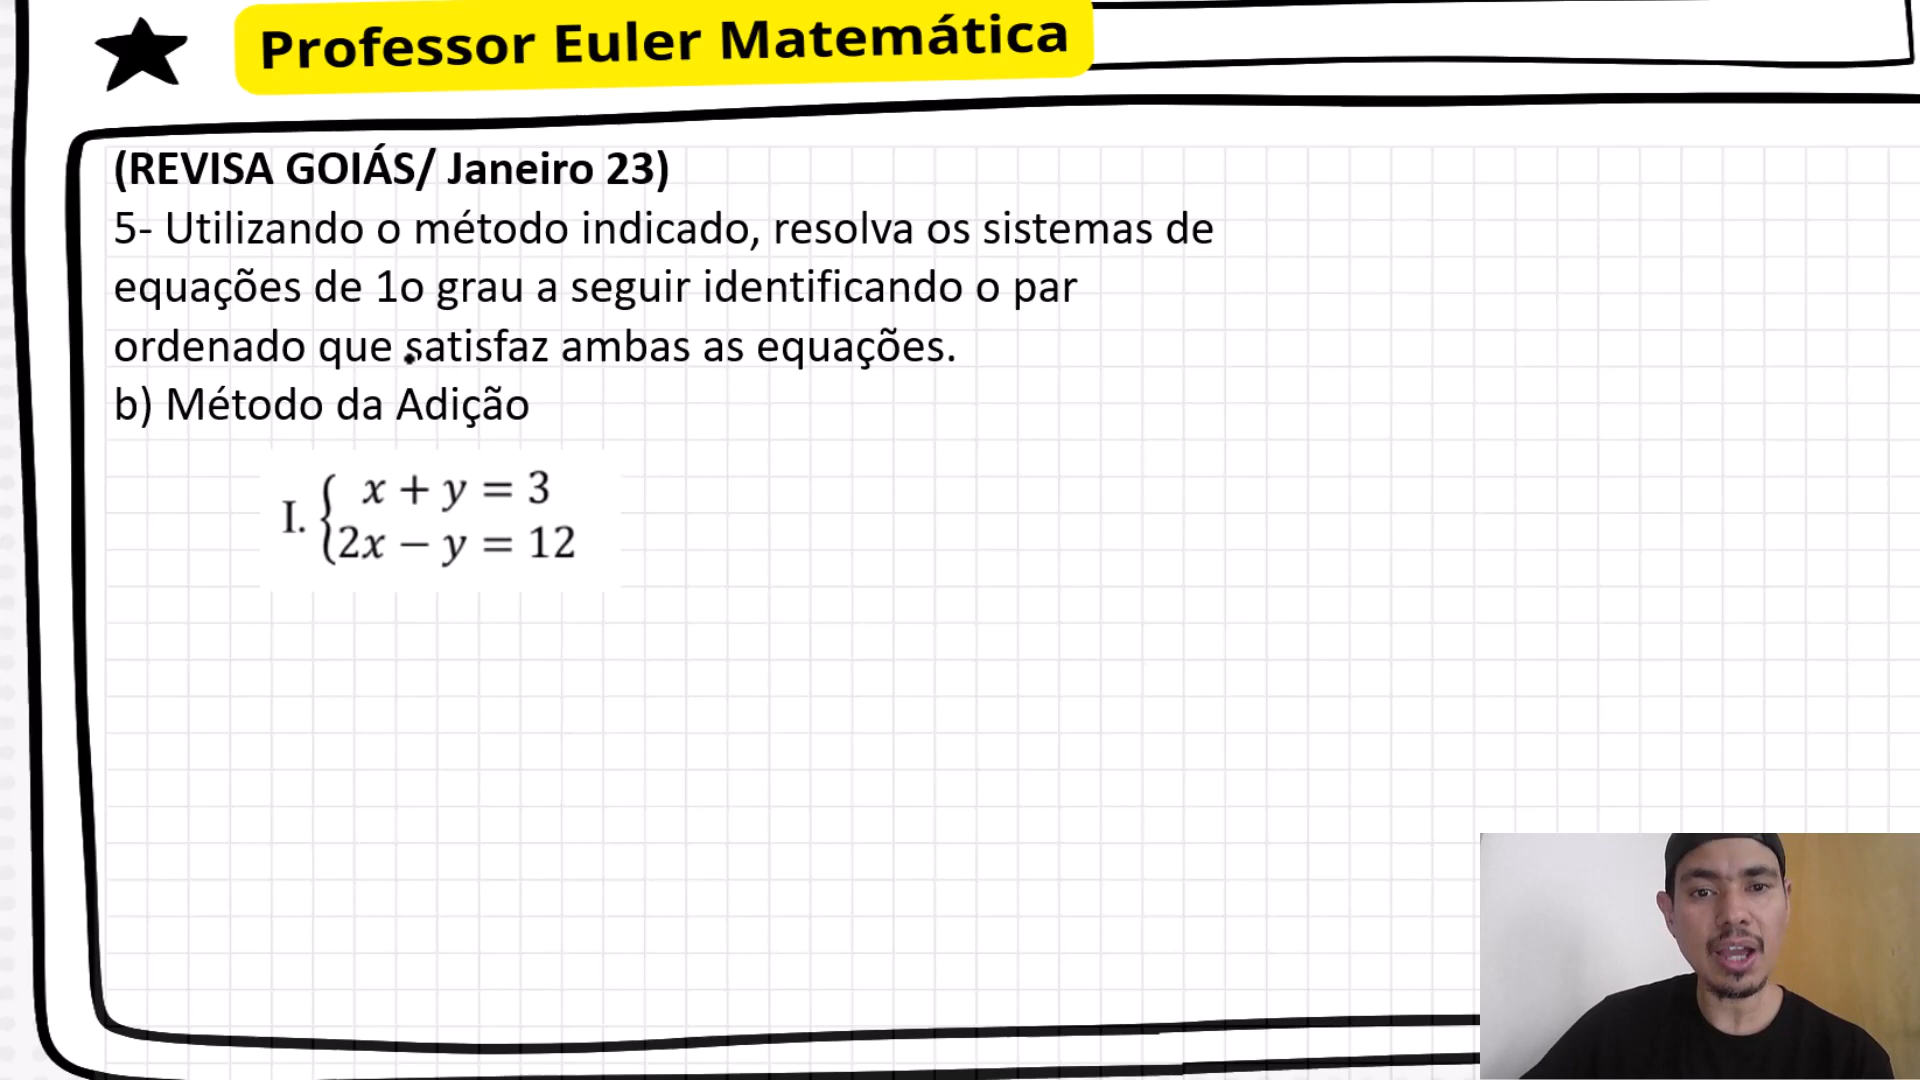 Professor Euler Matemática
(REVISA GOIÁS/ Janeiro 23)
5- Utilizando o método indicado, resolva os sistemas de
equações de 1o grau a seguir identificando o par
ordenado que satisfaz ambas as equações.
b) Método da Adição
I. { x + y = 3
2x − y = 12